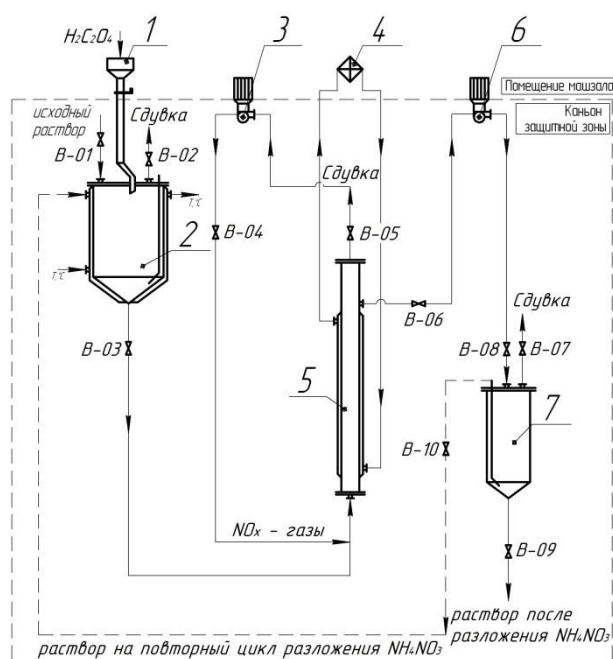 H₂C₂O₄
1
3
4
6
Помещение машзала
Каньон
защитной зоны
исходный
раствор
Сдувка
В-01
В-02
T,°C
2
T,°C
В-04
Сдувка
В-05
В-06
Сдувка
В-03
В-08
В-07
5
7
В-10
NOₓ - газы
В-09
раствор после
разложения NH₄NO₃
раствор на повторный цикл разложения NH₄NO₃